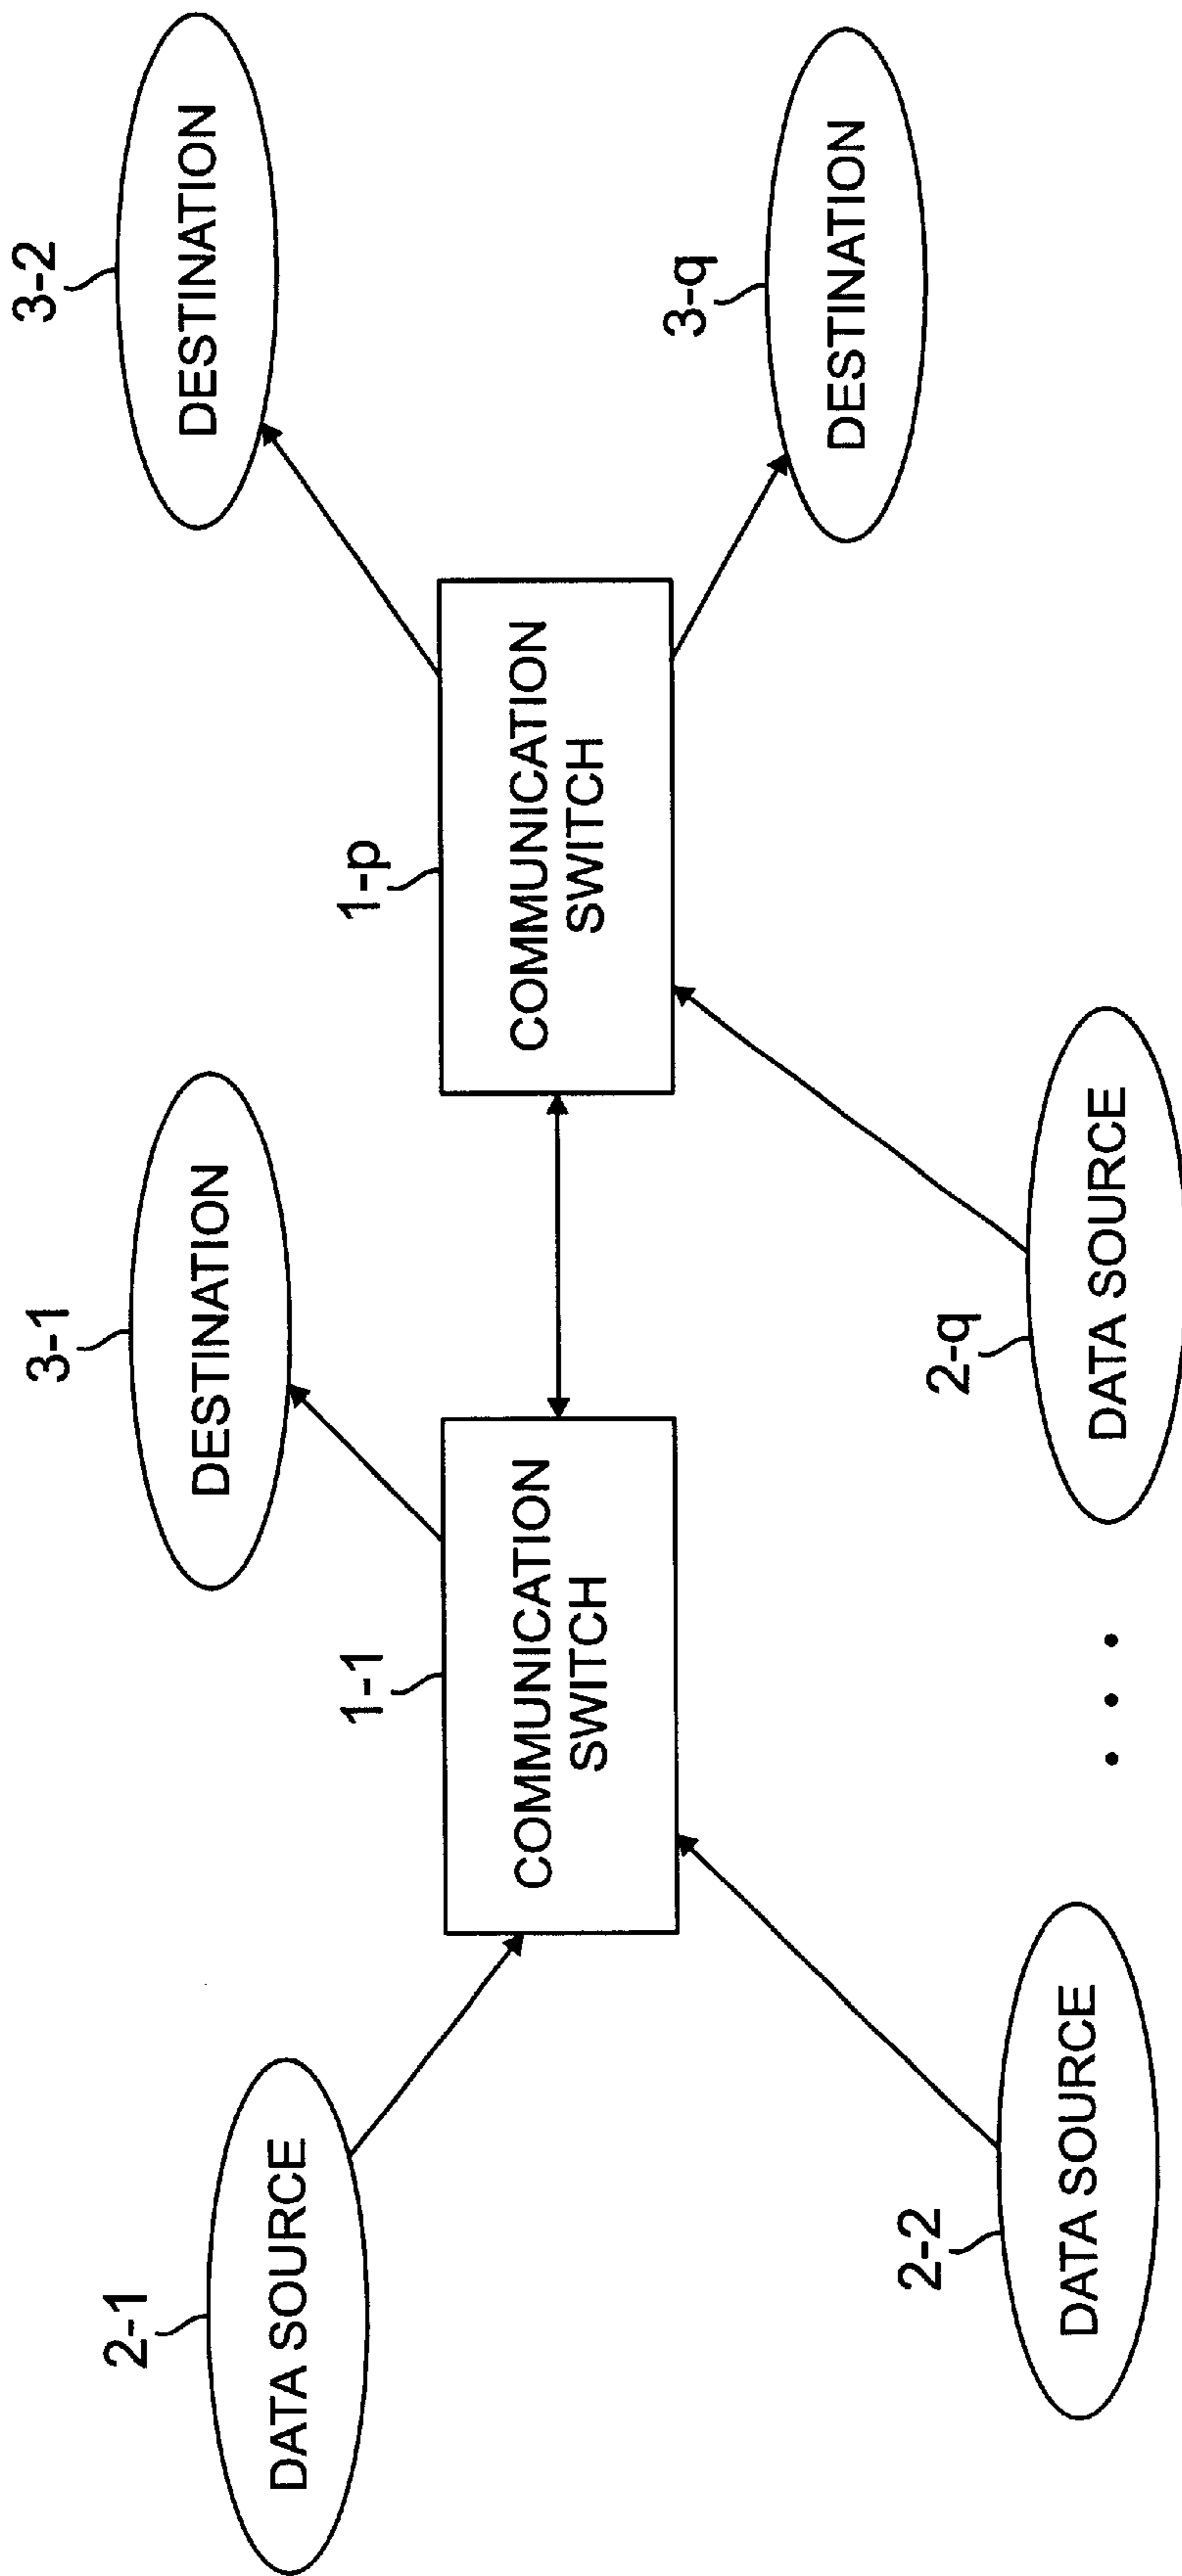 3-2
DESTINATION
3-1
DESTINATION
2-1
DATA SOURCE
1-1
COMMUNICATION
SWITCH
1-p
COMMUNICATION
SWITCH
3-q
DESTINATION
2-2
DATA SOURCE
• • •
2-q
DATA SOURCE